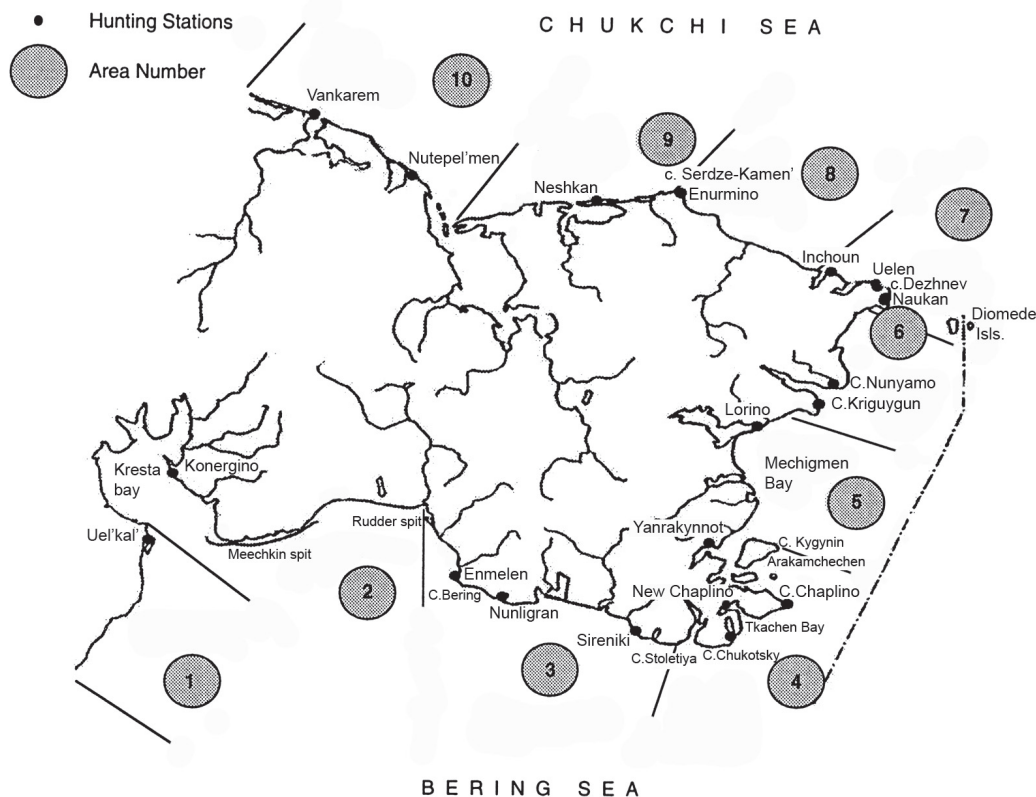 CHUKCHI SEA
Hunting Stations
Area Number
10
Vankarem
Nutepel'men
9
c. Serdze-Kamen'
Enurmino
Neshkan
8
7
Inchoun
Uelen
c.Dezhnev
Naukan
6
Diomede
Isls.
C.Nunyamo
C.Kriguygun
Lorino
Mechigmen
Bay
5
Kresta
bay
Konergino
Uel'kal'
Meechkin spit
Rudder spit
Yanrakynnot
C. Kygynin
Arakamchechen
2
Enmelen
C.Bering
Nunligran
New Chaplino
C.Chaplino
Tkachen Bay
Sireniki
C.Stoletiya
C.Chukotsky
1
3
4
BERING SEA